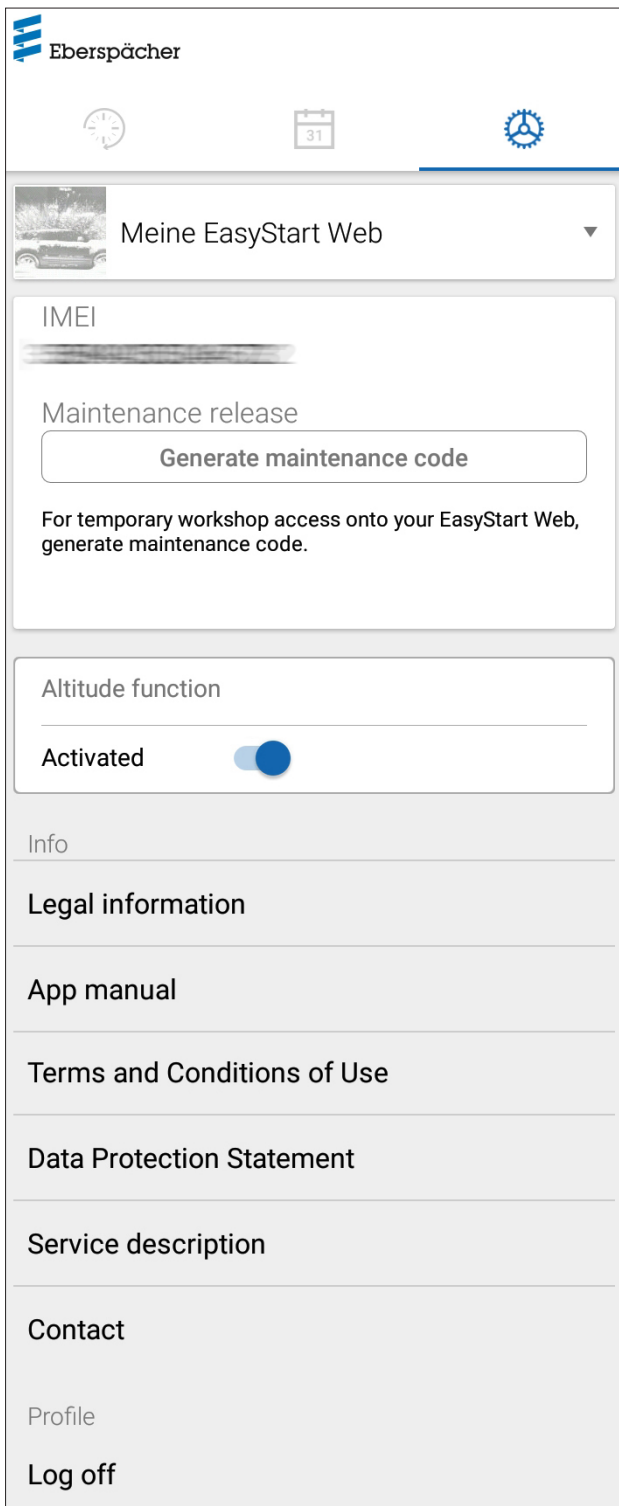 Eberspächer
31
Meine EasyStart Web
IMEI
Maintenance release
Generate maintenance code
For temporary workshop access onto your EasyStart Web,
generate maintenance code.
Altitude function
Activated
Info
Legal information
App manual
Terms and Conditions of Use
Data Protection Statement
Service description
Contact
Profile
Log off